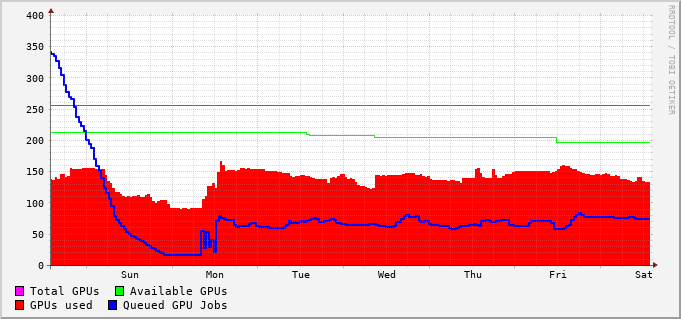 RRDTOOL / TOBI OETIKER
400
350
300
250
200
150
100
50
0
Sun Mon Tue Wed Thu Fri Sat
Total GPUs Available GPUs
GPUs used Queued GPU Jobs